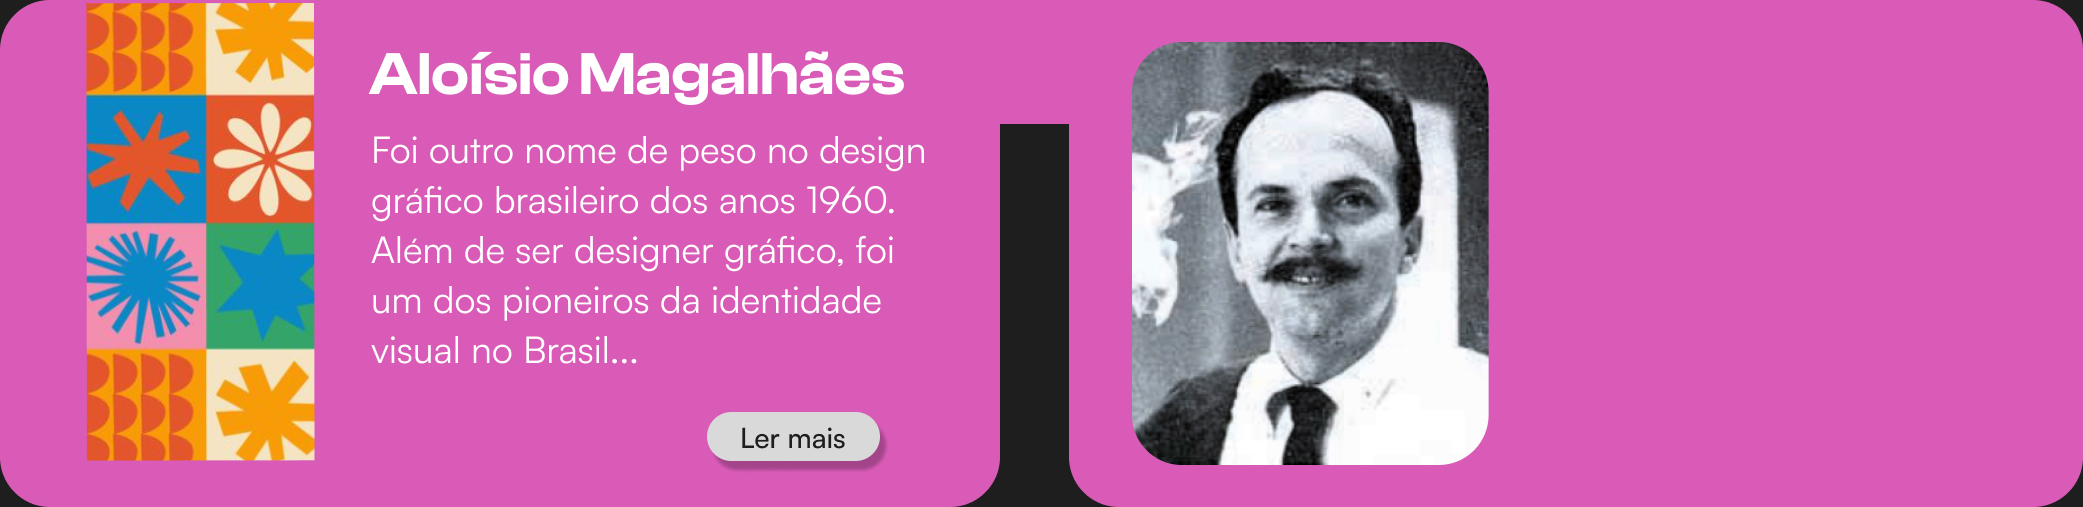 Aloísio Magalhães
Foi outro nome de peso no design
gráfico brasileiro dos anos 1960.
Além de ser designer gráfico, foi
um dos pioneiros da identidade
visual no Brasil...
Ler mais